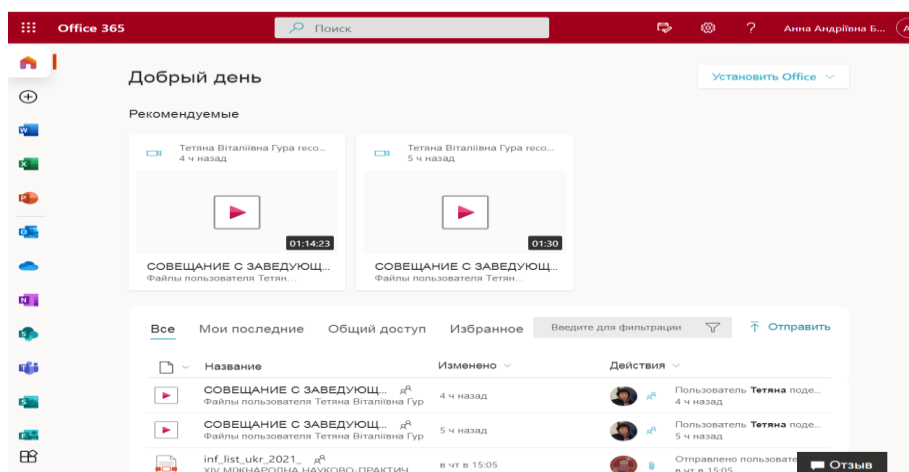 Office 365
Поиск
?
Анна Андріївна Б...
Добрый день
Установить Office
Рекомендуемые
Тетяна Віталіївна Гура reco...
4 ч назад
01:14:23
СОВЕЩАНИЕ С ЗАВЕДУЮЩ...
Файлы пользователя Тетян...
Тетяна Віталіївна Гура reco...
5 ч назад
01:30
СОВЕЩАНИЕ С ЗАВЕДУЮЩ...
Файлы пользователя Тетян...
Все Мои последние Общий доступ Избранное Введите для фильтрации Отправить
Название Изменено Действия
СОВЕЩАНИЕ С ЗАВЕДУЮЩ...
Файлы пользователя Тетяна Віталіївна Гур
4 ч назад
Пользователь Тетяна поде...
4 ч назад
СОВЕЩАНИЕ С ЗАВЕДУЮЩ...
Файлы пользователя Тетяна Віталіївна Гур
5 ч назад
Пользователь Тетяна поде...
5 ч назад
inf_list_ukr_2021_
XIV МІЖНАРОДНА НАУКОВО-ПРАКТИЧ
в чт в 15:05
Отправлено пользовате
в чт в 15:05
Отзыв